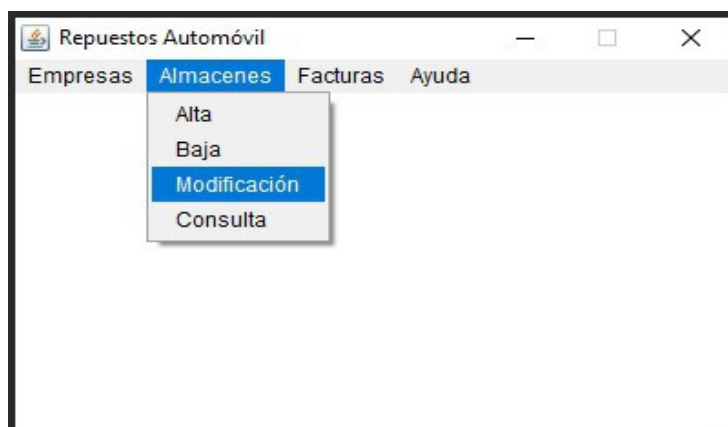 Repuestos Automóvil
Empresas Almacenes Facturas Ayuda
Alta
Baja
Modificación
Consulta